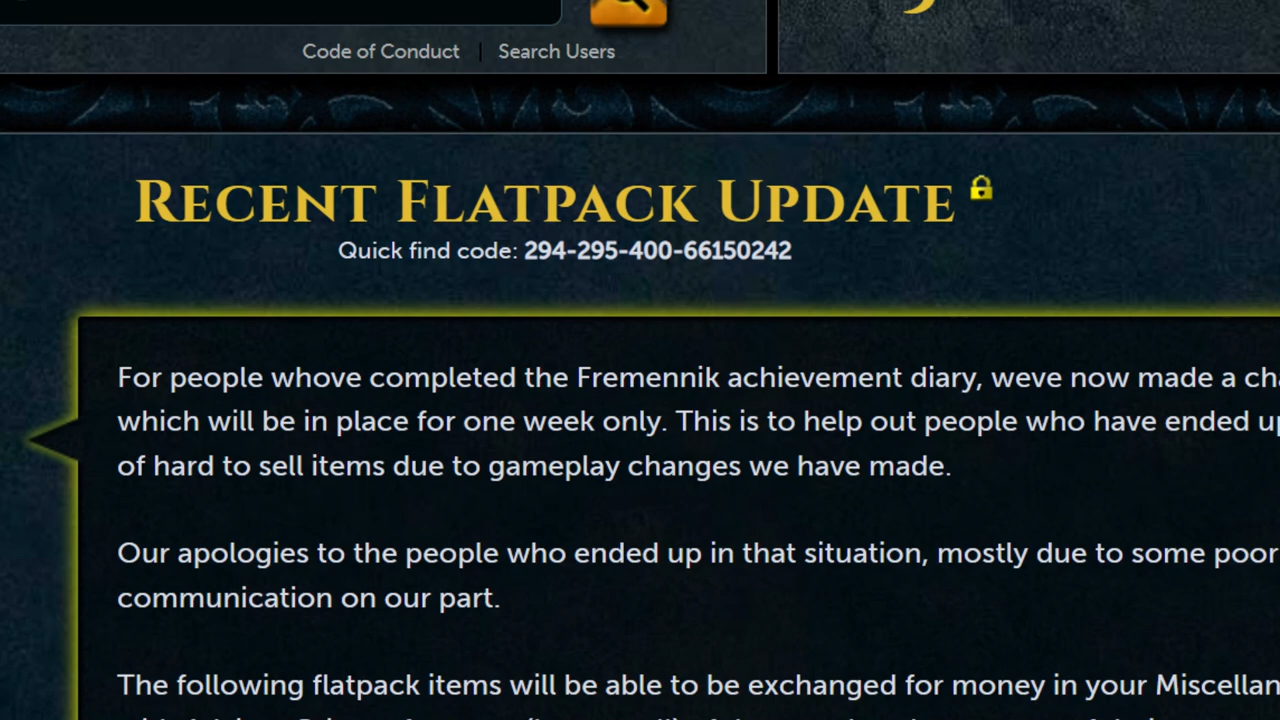 Code of Conduct | Search Users
Recent Flatpack Update
Quick find code: 294-295-400-66150242
For people whove completed the Fremennik achievement diary, weve now made a
which will be in place for one week only. This is to help out people who have ended
of hard to sell items due to gameplay changes we have made.
Our apologies to the people who ended up in that situation, mostly due to some poor
communication on our part.
The following flatpack items will be able to be exchanged for money in your